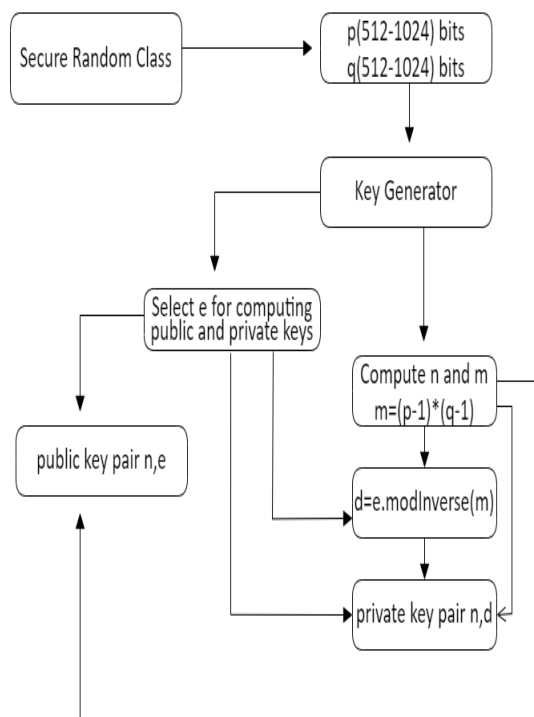 Secure Random Class
p(512-1024) bits
q(512-1024) bits
Key Generator
Select e for computing
public and private keys
Compute n and m
m=(p-1)*(q-1)
public key pair n,e
d=e.modInverse(m)
private key pair n,d